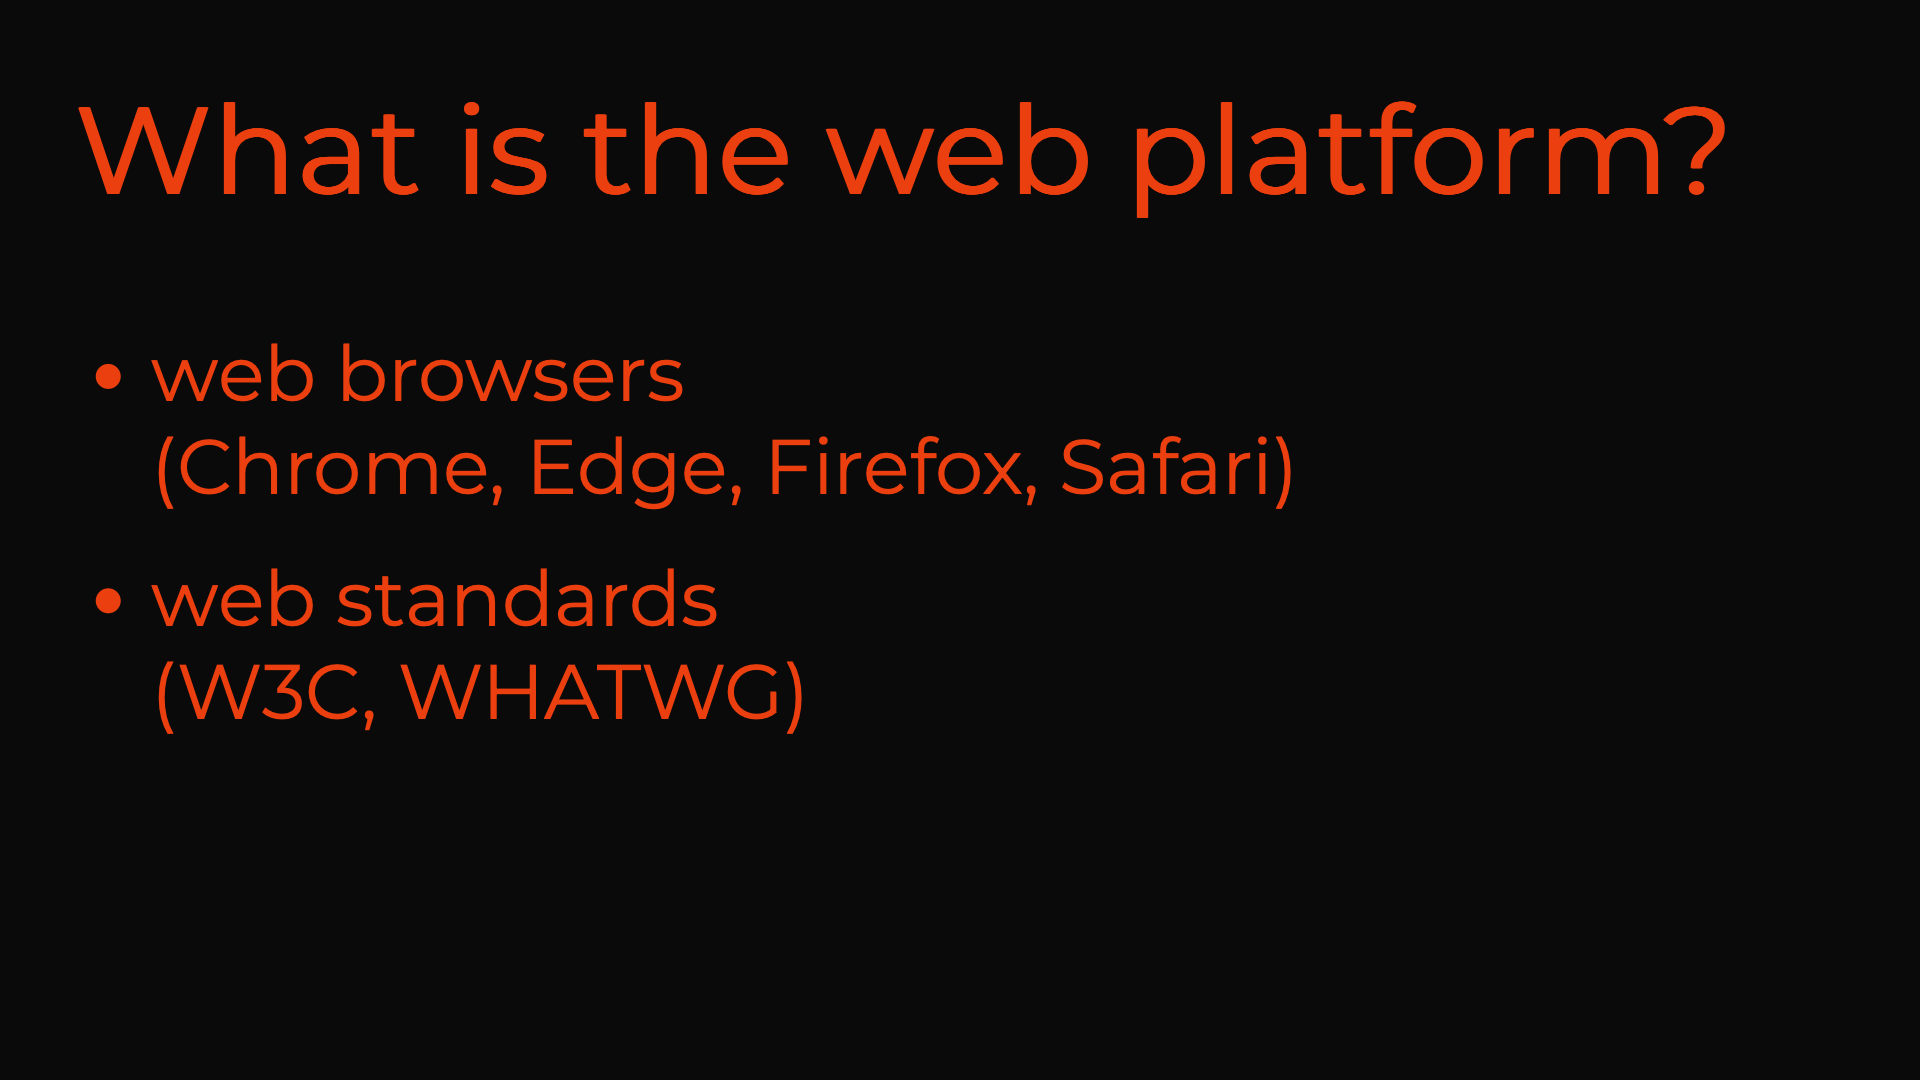 What is the web platform?
• web browsers
(Chrome, Edge, Firefox, Safari)
• web standards
(W3C, WHATWG)